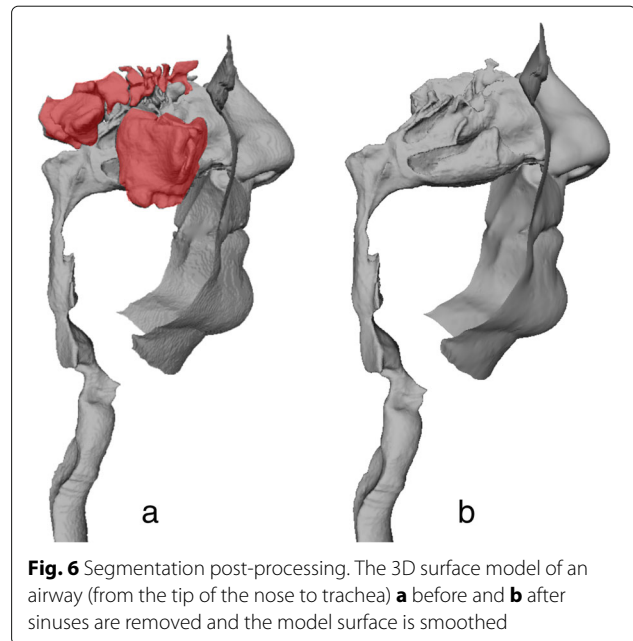 a
b
Fig. 6 Segmentation post-processing. The 3D surface model of an
airway (from the tip of the nose to trachea) a before and b after
sinuses are removed and the model surface is smoothed